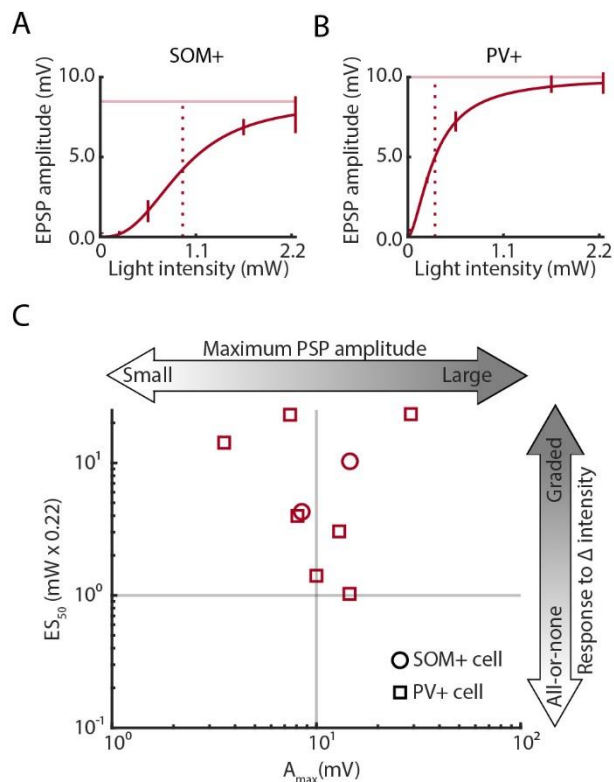 A
SOM+
EPSP amplitude (mV)
10.0
5.0
0
0
1.1
2.2
Light intensity (mW)
B
PV+
EPSP amplitude (mV)
10.0
5.0
0
0
1.1
2.2
Light intensity (mW)
C
Maximum PSP amplitude
Small
Large
ES₅₀ (mW x 0.22)
10¹
10⁰
10⁻¹
10⁰
10¹
10²
A_max (mV)
SOM+ cell
PV+ cell
Graded
All-or-none
Response to Δ intensity